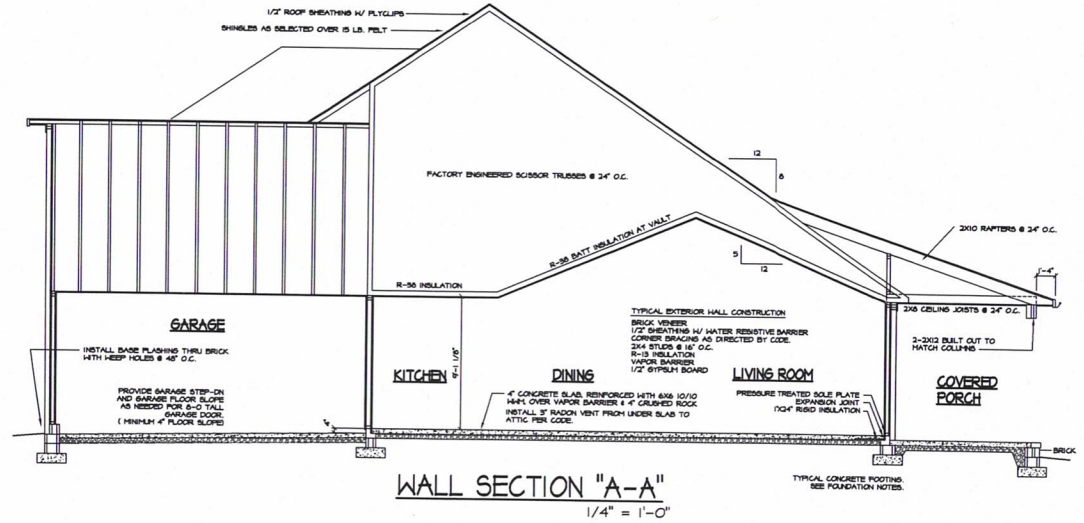 1/2" ROOF SHEATHING W/ PLYCLIPS
SHINGLES AS SELECTED OVER 15 LB. FELT
12
8
FACTORY ENGINEERED SCISSOR TRUSSES @ 24" O.C.
2X10 RAFTERS @ 24" O.C.
R-38 BATT INSULATION AT VAULT
5
12
1'-4"
R-38 INSULATION
2X6 CEILING JOISTS @ 24" O.C.
GARAGE
TYPICAL EXTERIOR WALL CONSTRUCTION
BRICK VENEER
1/2" SHEATHING W/ WATER RESISTIVE BARRIER
CORNER BRACING AS DIRECTED BY CODE.
2X4 STUDS @ 16" O.C.
R-13 INSULATION
VAPOR BARRIER
1/2" GYPSUM BOARD
2-2X12 BUILT OUT TO
MATCH COLUMNS
INSTALL BASE FLASHING THRU BRICK
WITH WEEP HOLES @ 48" O.C.
9'-1 1/8"
KITCHEN
DINING
LIVING ROOM
COVERED
PORCH
PROVIDE GARAGE STEP-DN
AND GARAGE FLOOR SLOPE
AS NEEDED FOR 8-0 TALL
GARAGE DOOR.
( MINIMUM 4" FLOOR SLOPE)
4"
4" CONCRETE SLAB, REINFORCED WITH 6X6 10/10
WWM, OVER VAPOR BARRIER & 4" CRUSHED ROCK
INSTALL 3" RADON VENT FROM UNDER SLAB TO
ATTIC PER CODE.
PRESSURE TREATED SOLE PLATE
EXPANSION JOINT
1"X24" RIGID INSULATION
BRICK
TYPICAL CONCRETE FOOTING.
SEE FOUNDATION NOTES.
WALL SECTION "A-A"
1/4" = 1'-0"